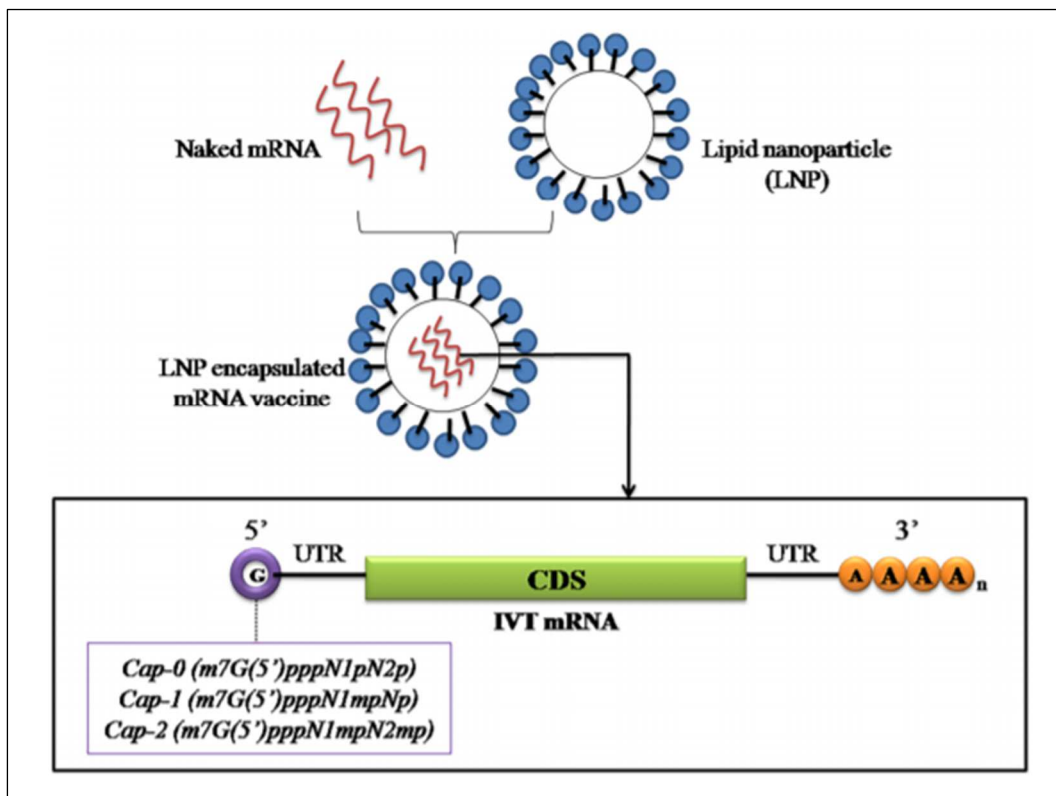 Naked mRNA
Lipid nanoparticle
(LNP)
LNP encapsulated
mRNA vaccine
5’
3’
UTR
UTR
G
CDS
A A A A n
IVT mRNA
Cap-0 (m7G(5’)pppN1pN2p)
Cap-1 (m7G(5’)pppN1mpNp)
Cap-2 (m7G(5’)pppN1mpN2mp)